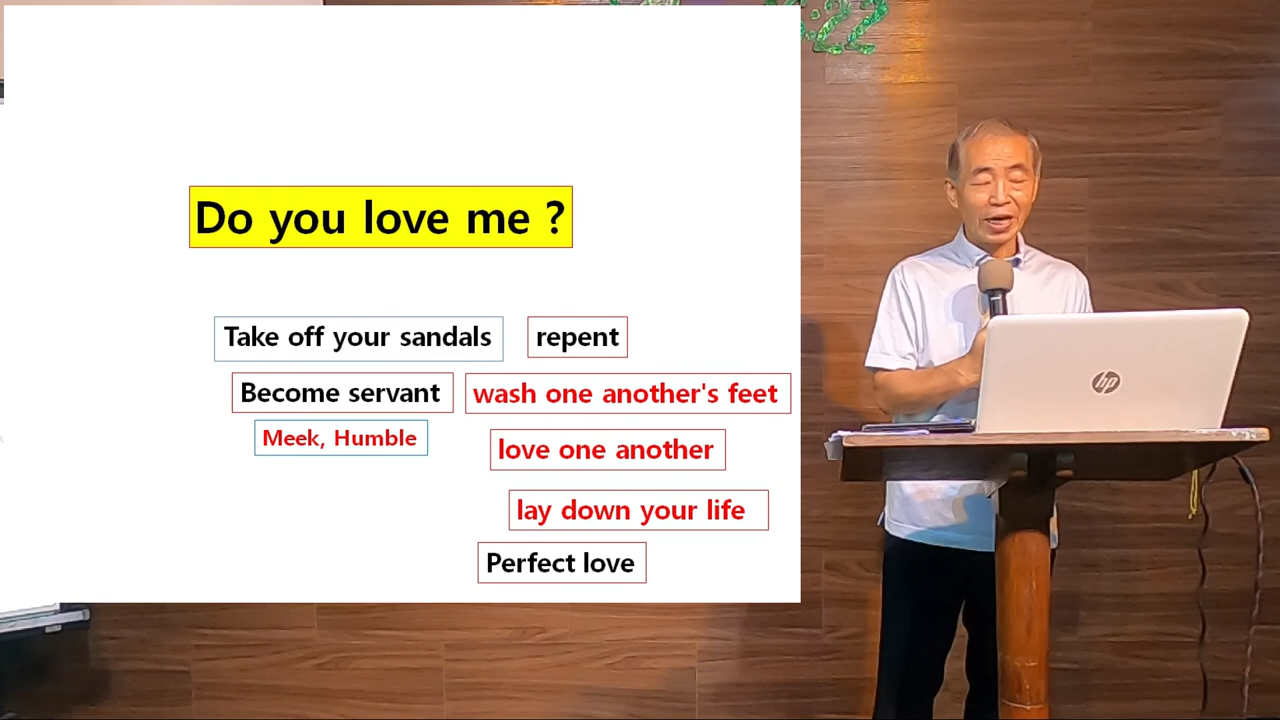 :22
Do you love me ?
Take off your sandals repent
Become servant wash one another's feet
Meek, Humble
love one another
lay down your life
Perfect love
hp